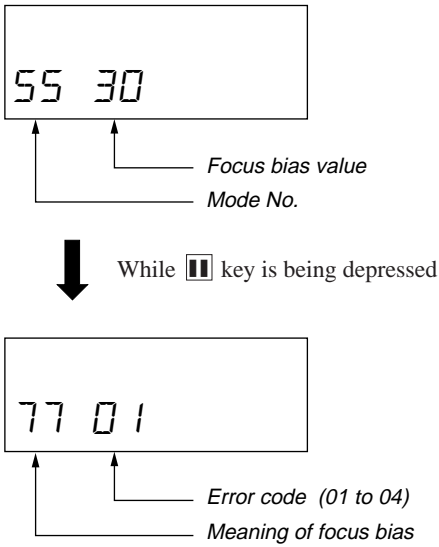 55 30
Focus bias value
Mode No.
While ▮▮ key is being depressed
77 01
Error code (01 to 04)
Meaning of focus bias